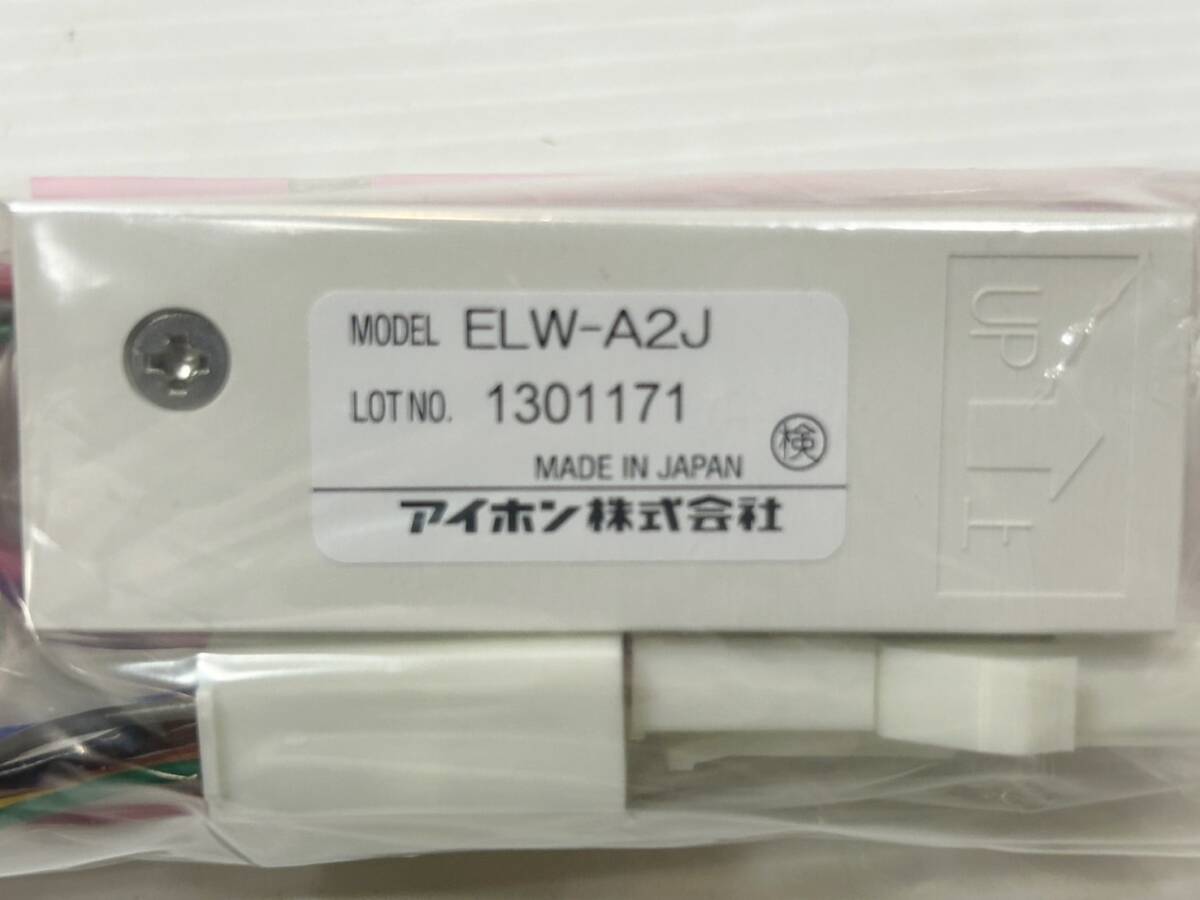 MODEL ELW-A2J
LOT NO. 1301171
検
MADE IN JAPAN
アイホン株式会社
UP
上